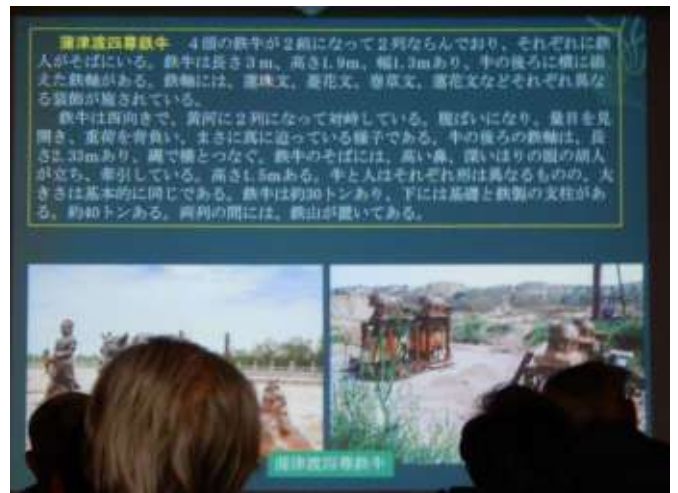 蒲津渡四尊鉄牛　4頭の鉄牛が2組になって2列ならんでおり、それぞれに鉄
人がそばにいる。鉄牛は長さ3m、高さ1.9m、幅1.3mあり、牛の後ろに横に据
えた鉄軸がある。鉄軸には、蓮珠文、菱花文、巻草文、蓮花文などそれぞれ異な
る装飾が施されている。
鉄牛は西向きで、黄河に2列になって対峙している。腹ばいになり、両目を見
開き、重荷を背負い、まさに真に迫っている様子である。牛の後ろの鉄軸は、長
さ2.33mあり、縄で橋とつなぐ。鉄牛のそばには、高い鼻、深いほりの眼の胡人
が立ち、牽引している。高さ1.5mある。牛と人はそれぞれ形は異なるものの、大
きさは基本的に同じである。鉄牛は約30トンあり、下には基礎と鉄製の支柱があ
る。約40トンある。両列の間には、鉄山が置いてある。
蒲津渡四尊鉄牛